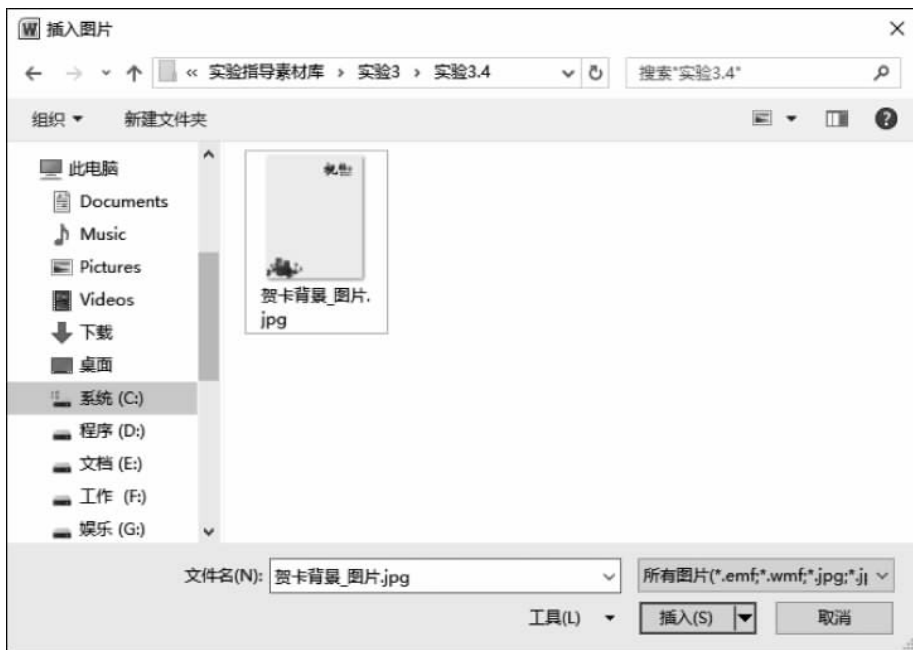 插入图片
« 实验指导素材库 › 实验3 › 实验3.4
搜索"实验3.4"
组织
新建文件夹
此电脑
Documents
Music
Pictures
Videos
下载
桌面
系统 (C:)
程序 (D:)
文档 (E:)
工作 (F:)
娱乐 (G:)
贺卡背景_图片.
jpg
文件名(N):
贺卡背景_图片.jpg
所有图片(*.emf;*.wmf;*.jpg;*.j
工具(L)
插入(S)
取消